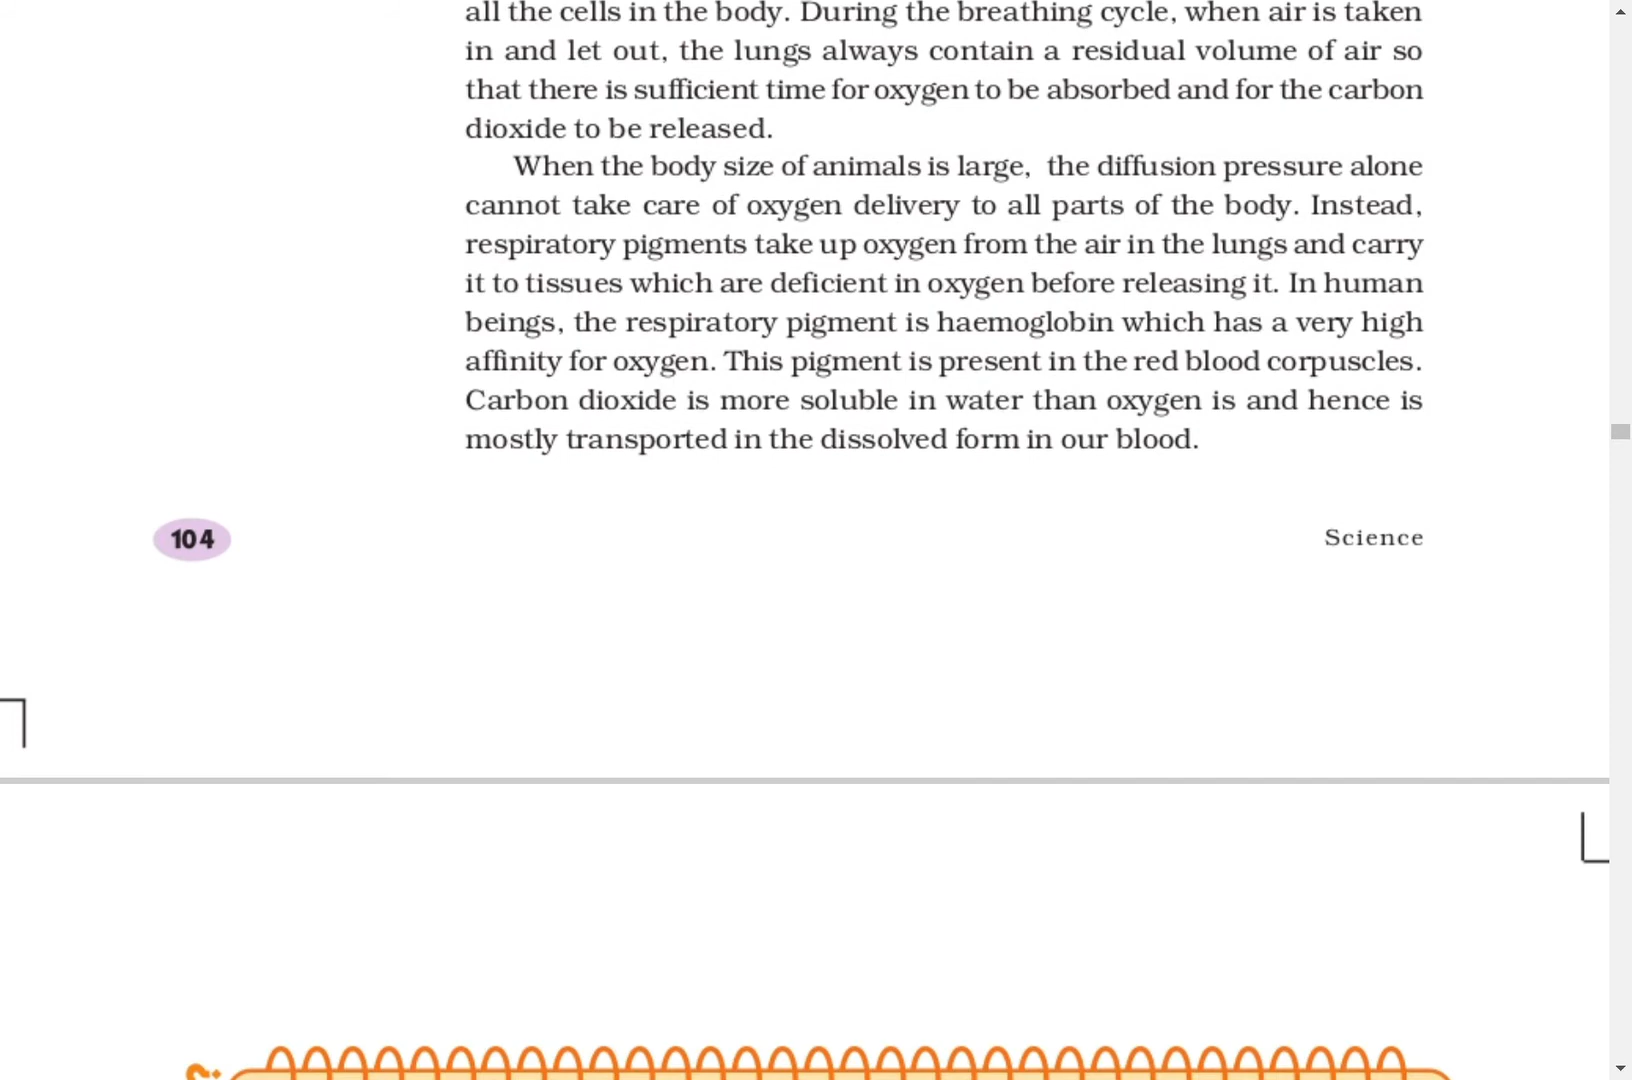 all the cells in the body. During the breathing cycle, when air is taken
in and let out, the lungs always contain a residual volume of air so
that there is sufficient time for oxygen to be absorbed and for the carbon
dioxide to be released.
When the body size of animals is large, the diffusion pressure alone
cannot take care of oxygen delivery to all parts of the body. Instead,
respiratory pigments take up oxygen from the air in the lungs and carry
it to tissues which are deficient in oxygen before releasing it. In human
beings, the respiratory pigment is haemoglobin which has a very high
affinity for oxygen. This pigment is present in the red blood corpuscles.
Carbon dioxide is more soluble in water than oxygen is and hence is
mostly transported in the dissolved form in our blood.
104
Science